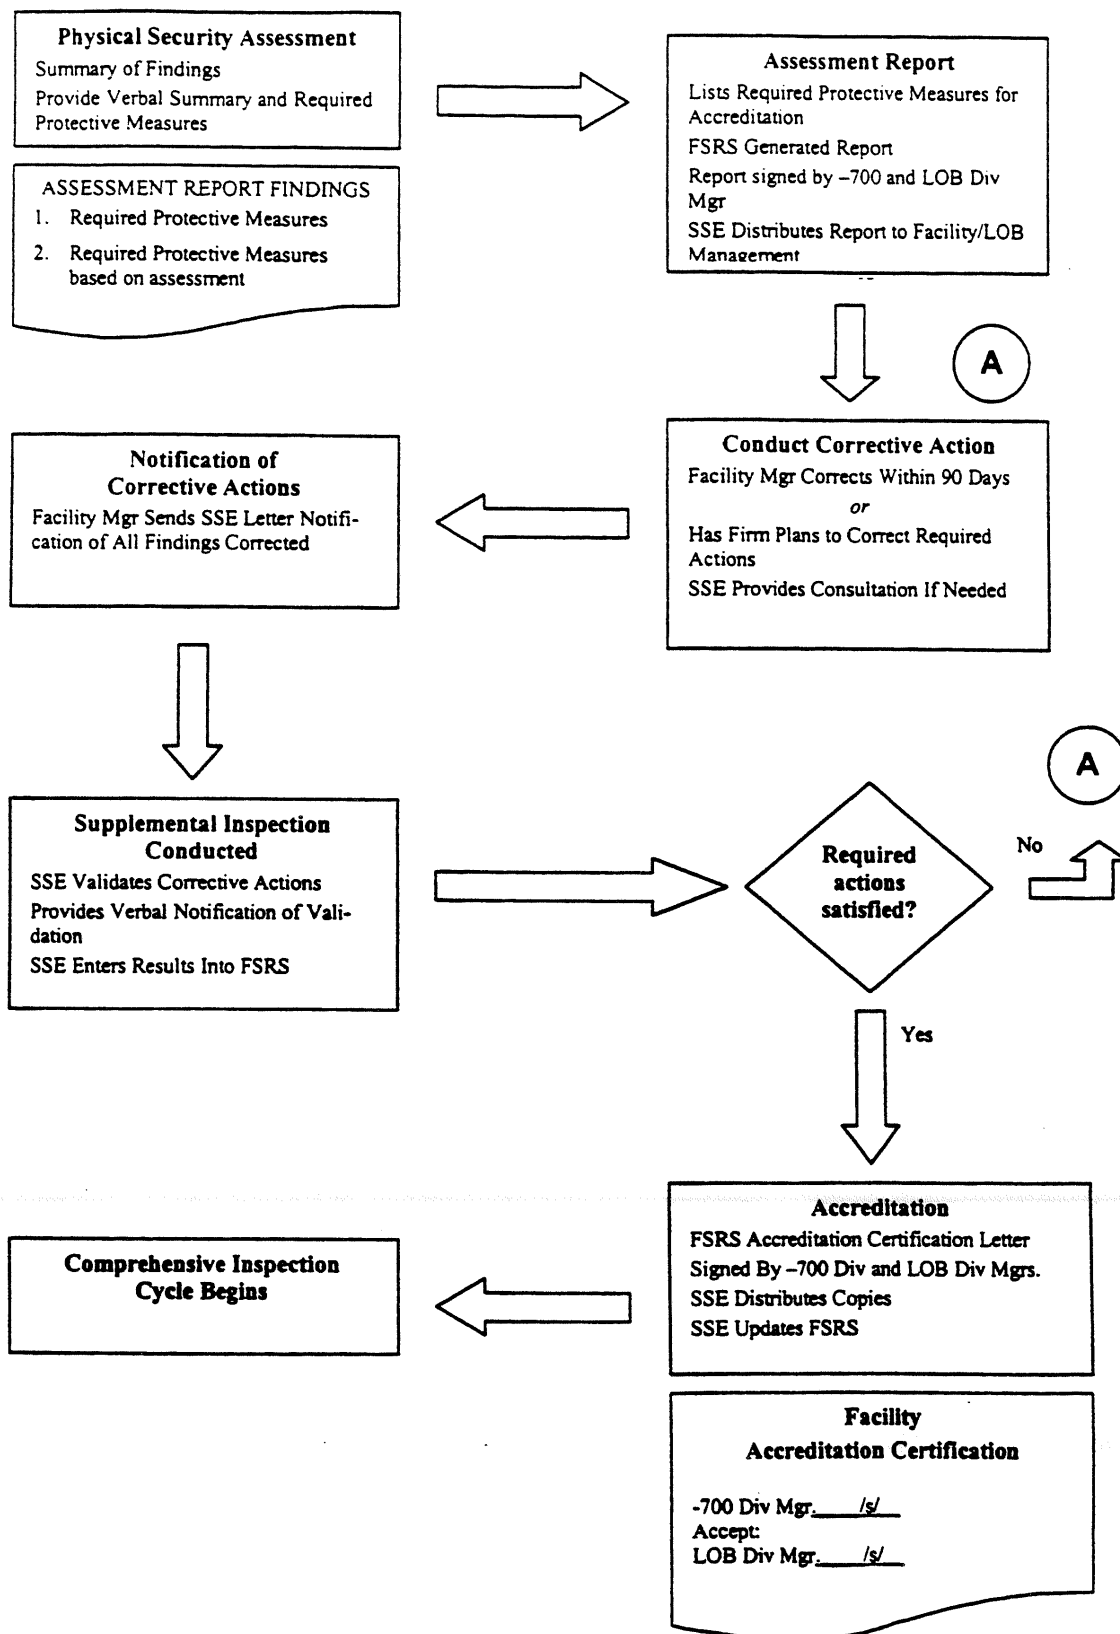 Physical Security Assessment
Summary of Findings
Provide Verbal Summary and Required
Protective Measures
ASSESSMENT REPORT FINDINGS
1. Required Protective Measures
2. Required Protective Measures
based on assessment
Assessment Report
Lists Required Protective Measures for
Accreditation
FSRS Generated Report
Report signed by –700 and LOB Div
Mgr
SSE Distributes Report to Facility/LOB
Management
A
Conduct Corrective Action
Facility Mgr Corrects Within 90 Days
or
Has Firm Plans to Correct Required
Actions
SSE Provides Consultation If Needed
Notification of
Corrective Actions
Facility Mgr Sends SSE Letter Notifi-
cation of All Findings Corrected
Supplemental Inspection
Conducted
SSE Validates Corrective Actions
Provides Verbal Notification of Vali-
dation
SSE Enters Results Into FSRS
Required
actions
satisfied?
No
A
Yes
Accreditation
FSRS Accreditation Certification Letter
Signed By –700 Div and LOB Div Mgrs.
SSE Distributes Copies
SSE Updates FSRS
Comprehensive Inspection
Cycle Begins
Facility
Accreditation Certification
-700 Div Mgr.____/s/__
Accept:
LOB Div Mgr.____/s/__